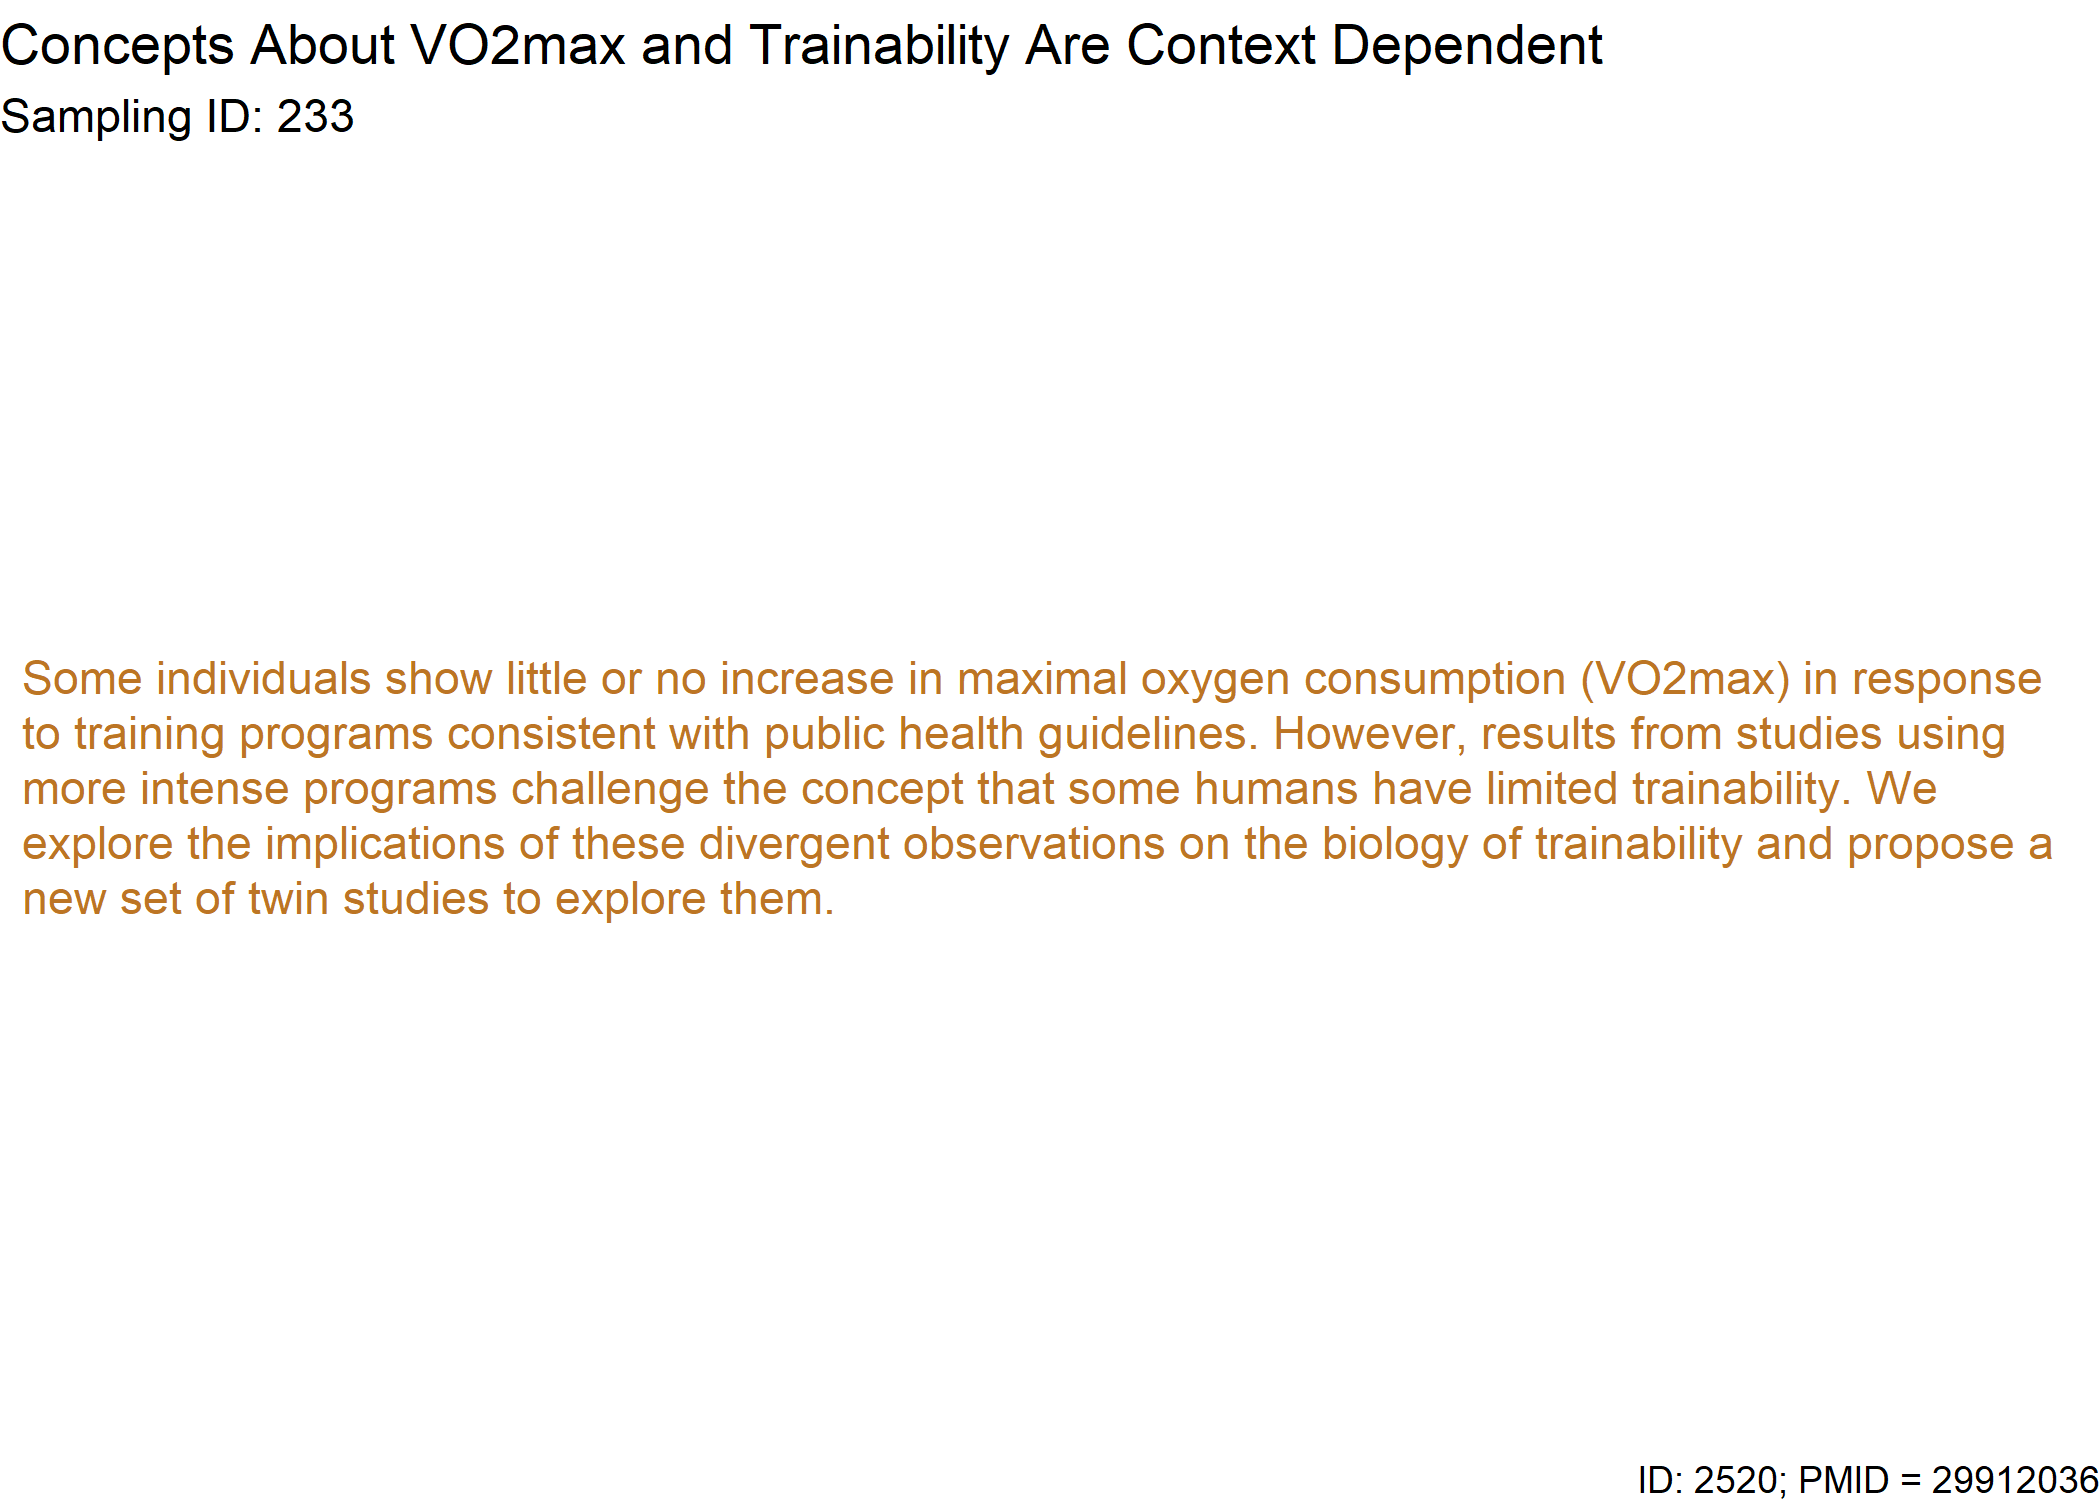 Concepts About VO2max and Trainability Are Context Dependent
Sampling ID: 233
Some individuals show little or no increase in maximal oxygen consumption (VO2max) in response
to training programs consistent with public health guidelines. However, results from studies using
more intense programs challenge the concept that some humans have limited trainability. We
explore the implications of these divergent observations on the biology of trainability and propose a
new set of twin studies to explore them.
ID: 2520; PMID = 29912036